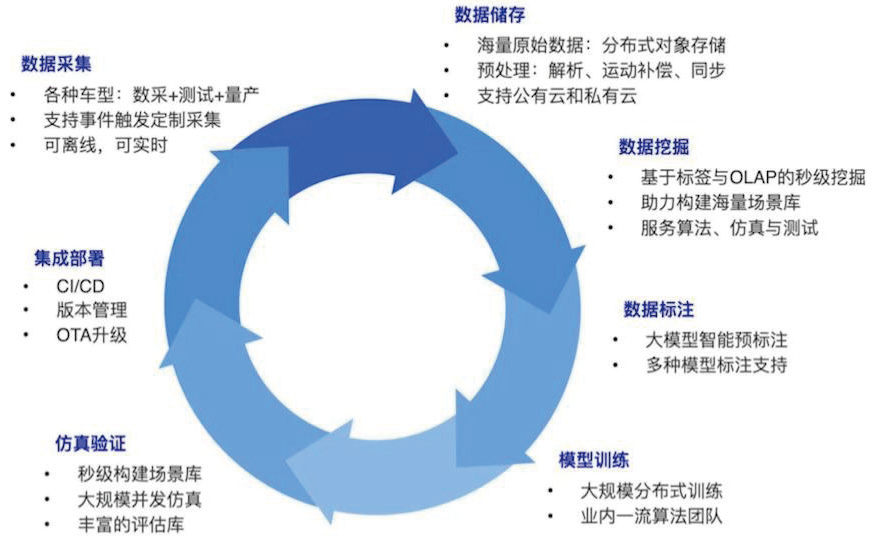 数据采集
• 各种车型：数采+测试+量产
• 支持事件触发定制采集
• 可离线，可实时
数据储存
• 海量原始数据：分布式对象存储
• 预处理：解析、运动补偿、同步
• 支持公有云和私有云
数据挖掘
• 基于标签与OLAP的秒级挖掘
• 助力构建海量场景库
• 服务算法、仿真与测试
数据标注
• 大模型智能预标注
• 多种模型标注支持
模型训练
• 大规模分布式训练
• 业内一流算法团队
仿真验证
• 秒级构建场景库
• 大规模并发仿真
• 丰富的评估库
集成部署
• CI/CD
• 版本管理
• OTA升级